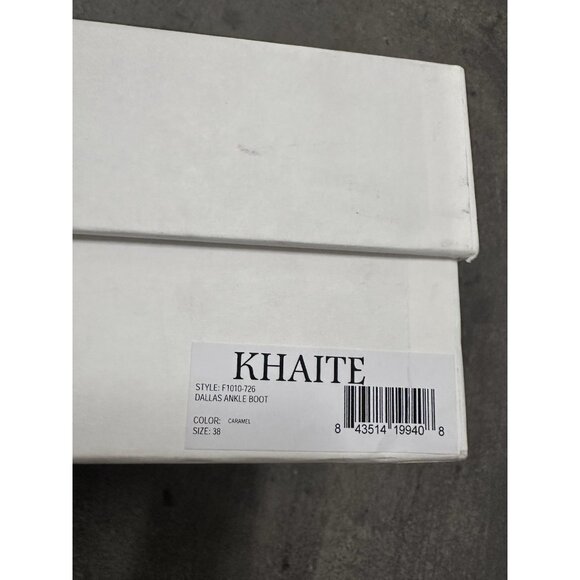 KHAITE
STYLE: F1010-726
DALLAS ANKLE BOOT
COLOR: CARAMEL
SIZE: 38
8 43514 19940 8